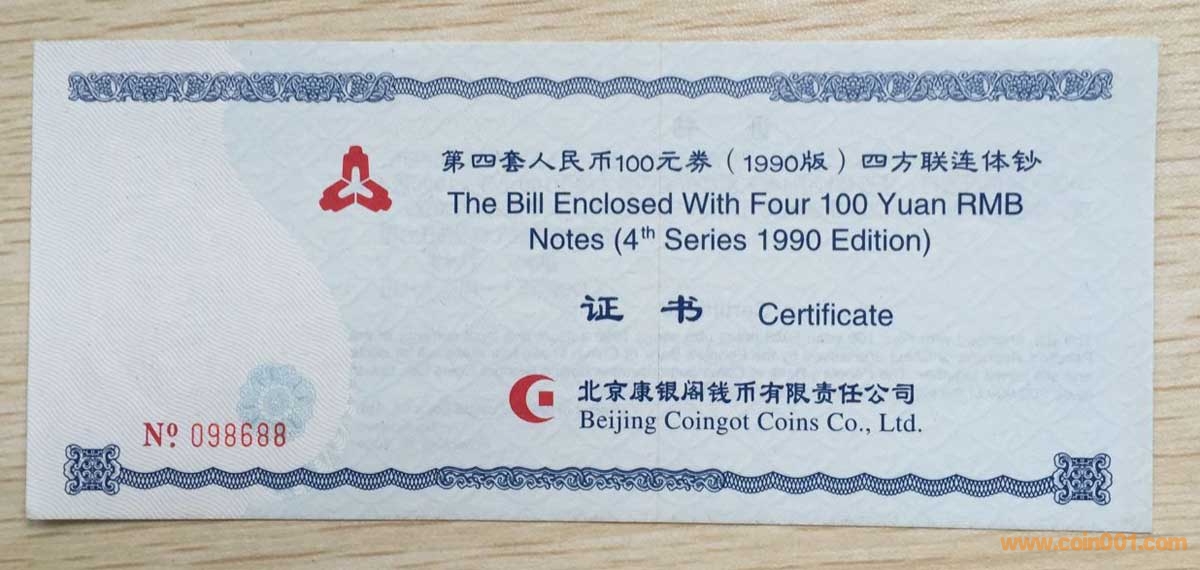 第四套人民币100元券（1990版）四方联连体钞
The Bill Enclosed With Four 100 Yuan RMB
Notes (4th Series 1990 Edition)
证 书 Certificate
北京康银阁钱币有限责任公司
Beijing Coingot Coins Co., Ltd.
Nº 098688
www.coin001.com